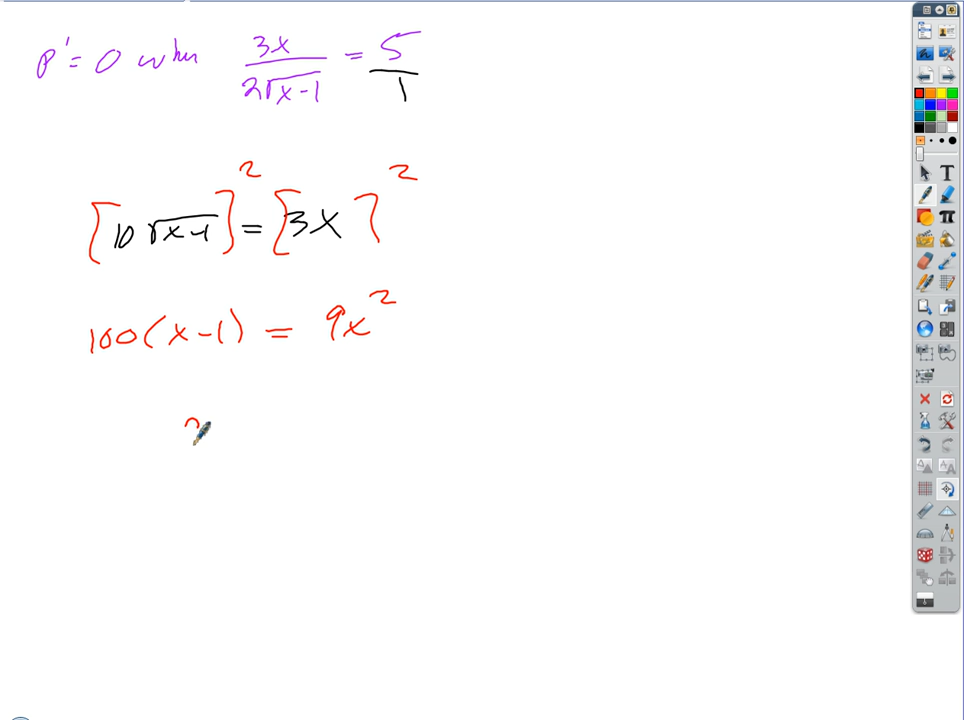 P' = 0 when 3x/(2√x-1) = 5/1
[10√x-1]² = [3x]²
100(x-1) = 9x²